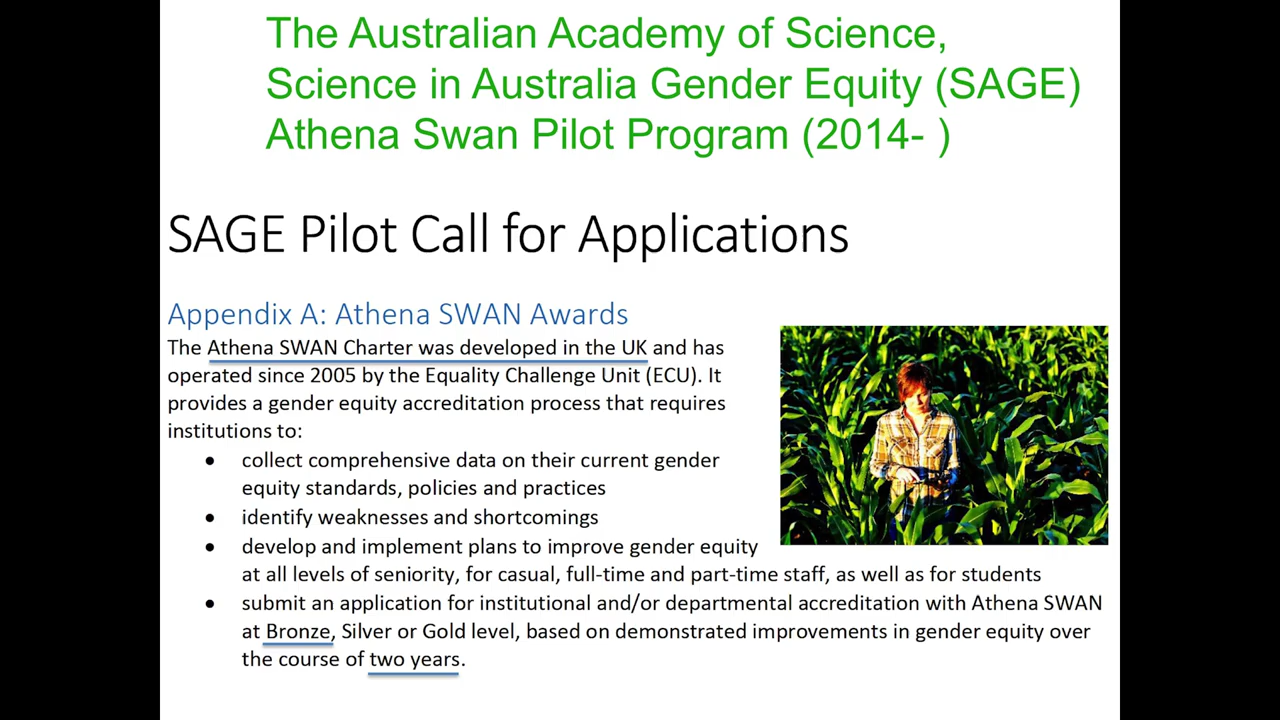 The Australian Academy of Science,
Science in Australia Gender Equity (SAGE)
Athena Swan Pilot Program (2014- )
SAGE Pilot Call for Applications
Appendix A: Athena SWAN Awards
The Athena SWAN Charter was developed in the UK and has
operated since 2005 by the Equality Challenge Unit (ECU). It
provides a gender equity accreditation process that requires
institutions to:
• collect comprehensive data on their current gender
equity standards, policies and practices
• identify weaknesses and shortcomings
• develop and implement plans to improve gender equity
at all levels of seniority, for casual, full-time and part-time staff, as well as for students
• submit an application for institutional and/or departmental accreditation with Athena SWAN
at Bronze, Silver or Gold level, based on demonstrated improvements in gender equity over
the course of two years.